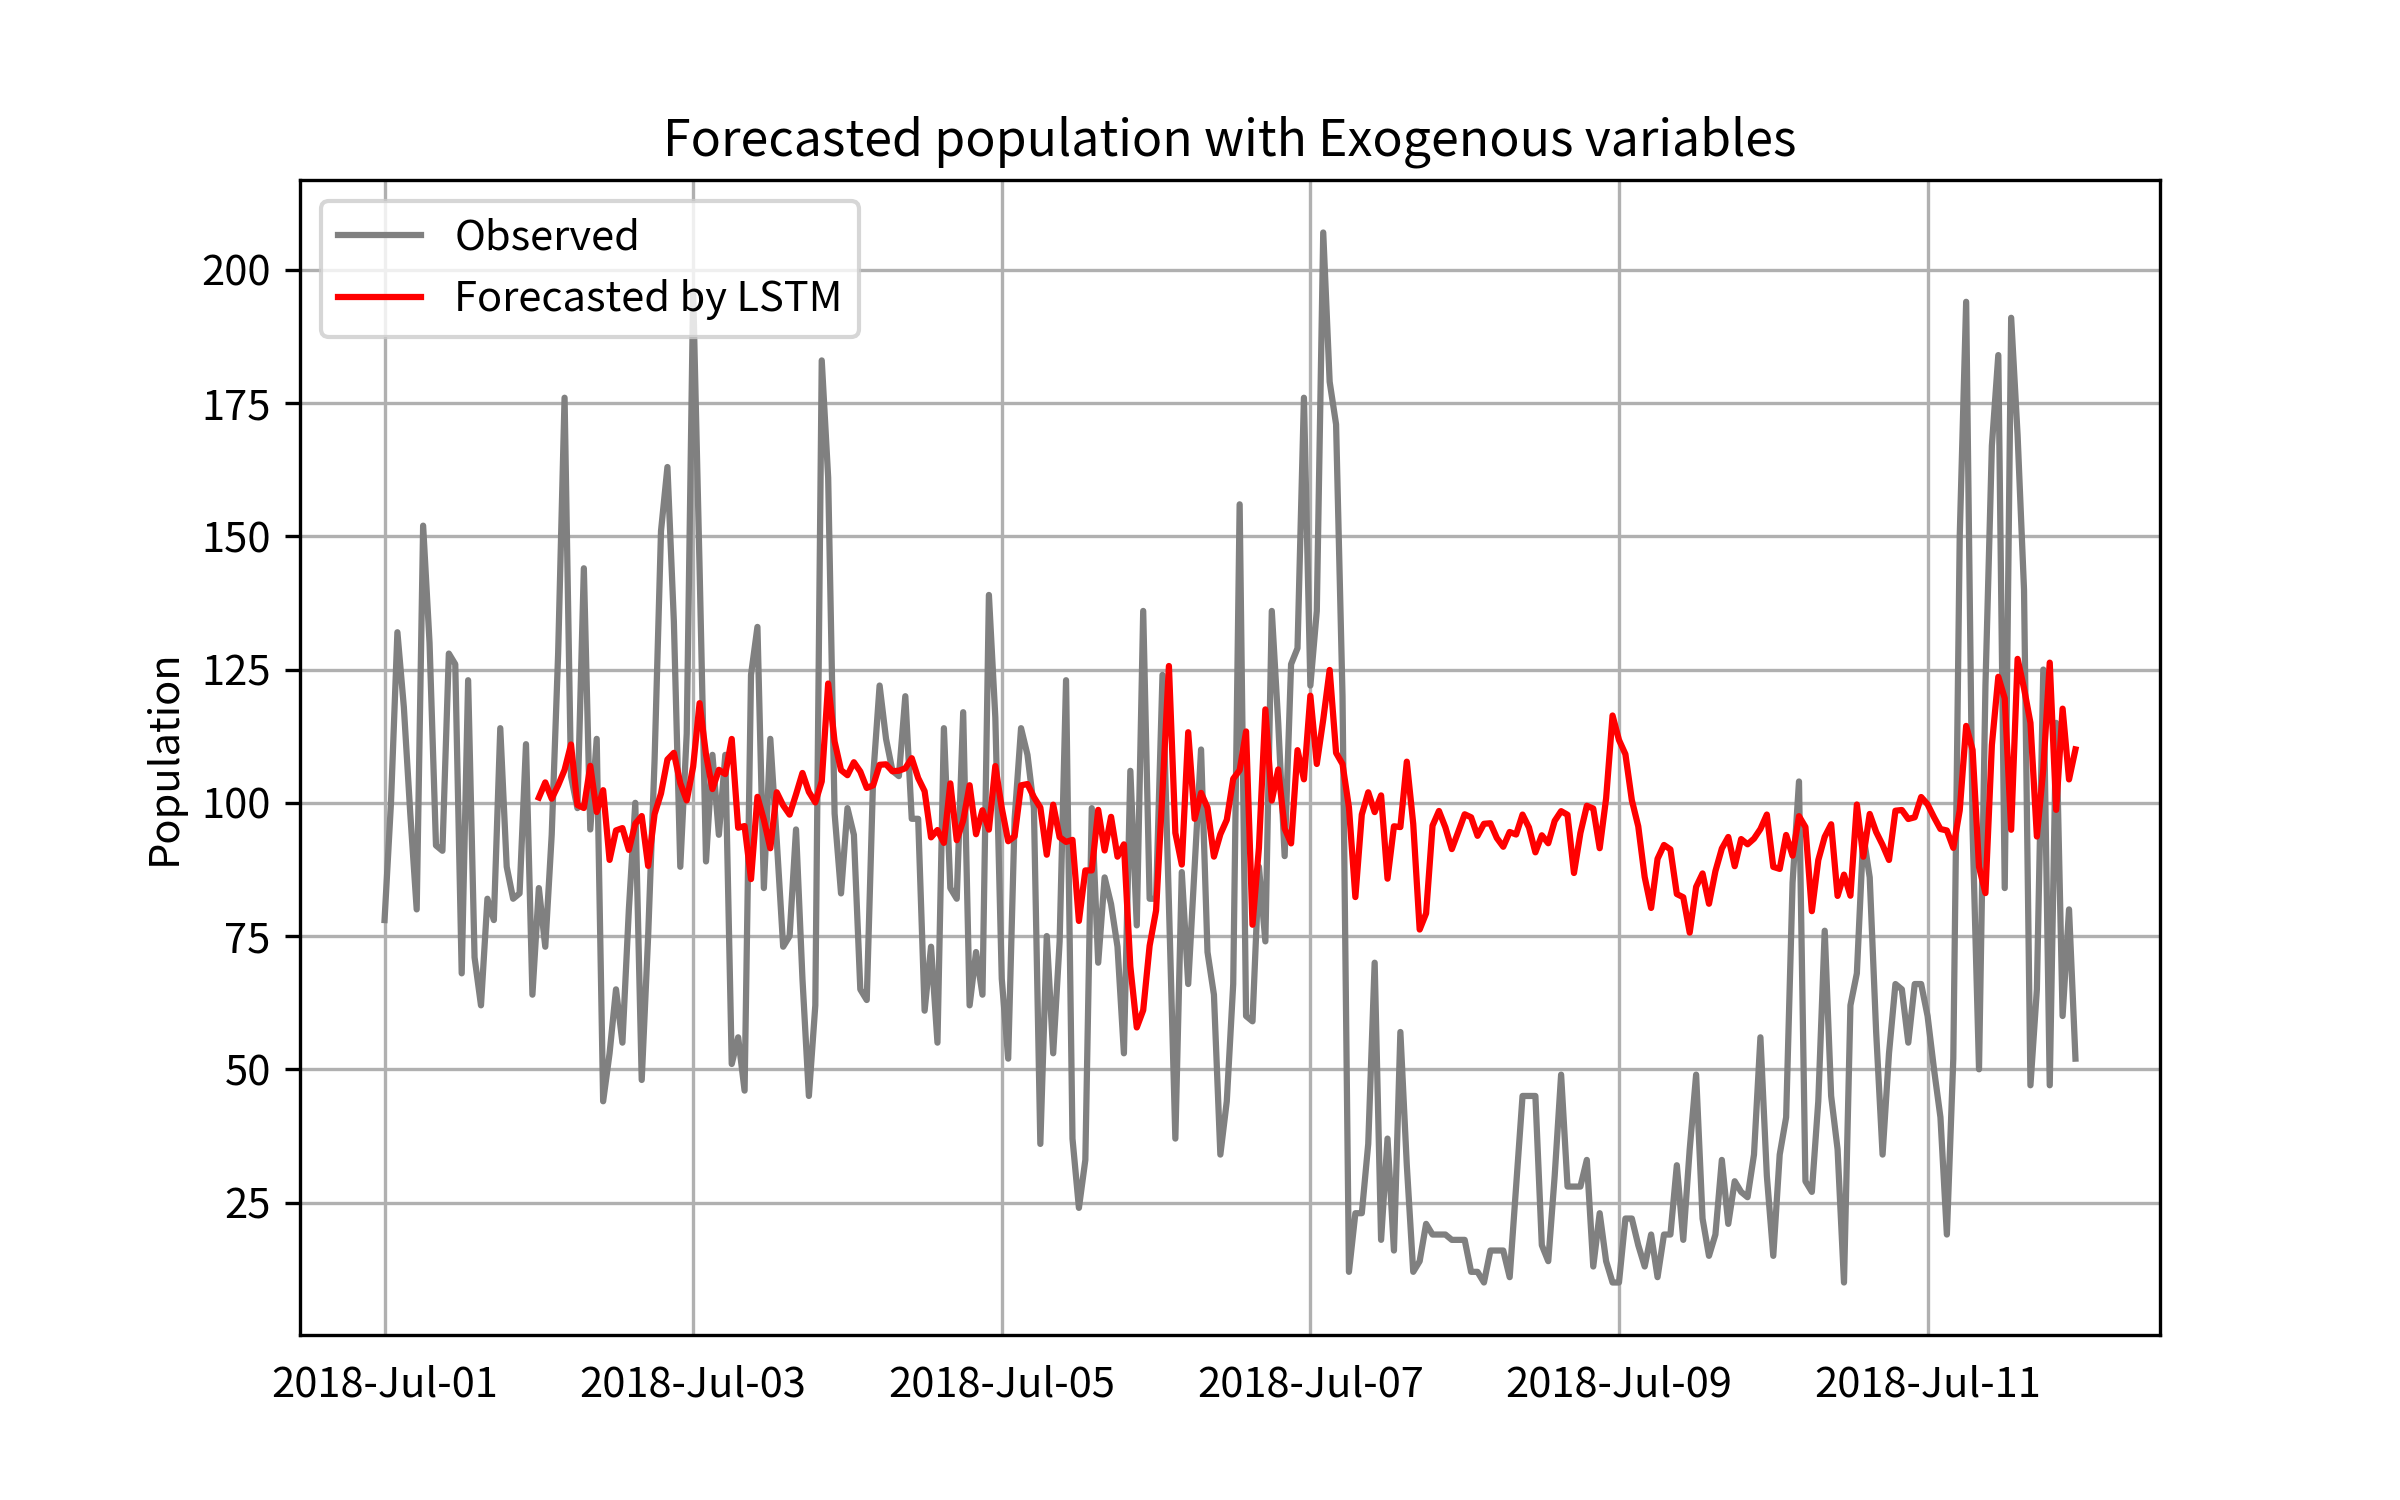 Forecasted population with Exogenous variables
Observed
Forecasted by LSTM
Population
200
175
150
125
100
75
50
25
2018-Jul-01 2018-Jul-03 2018-Jul-05 2018-Jul-07 2018-Jul-09 2018-Jul-11